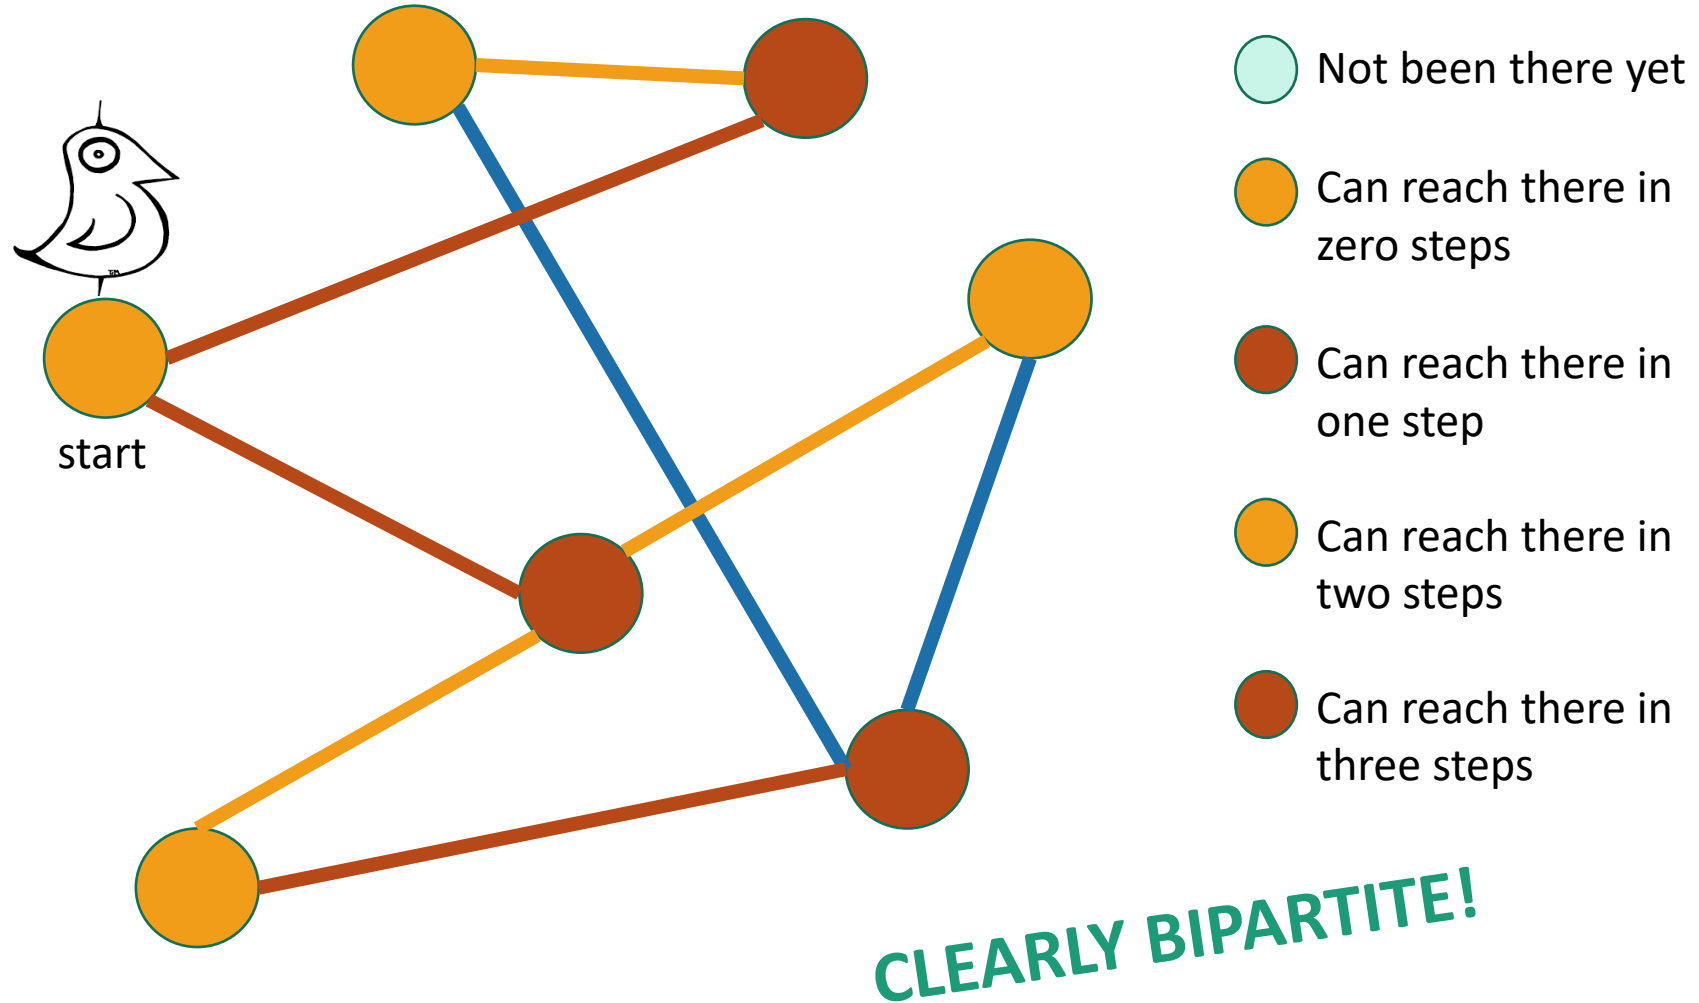 Not been there yet
Can reach there in
zero steps
Can reach there in
one step
Can reach there in
two steps
Can reach there in
three steps
start
CLEARLY BIPARTITE!